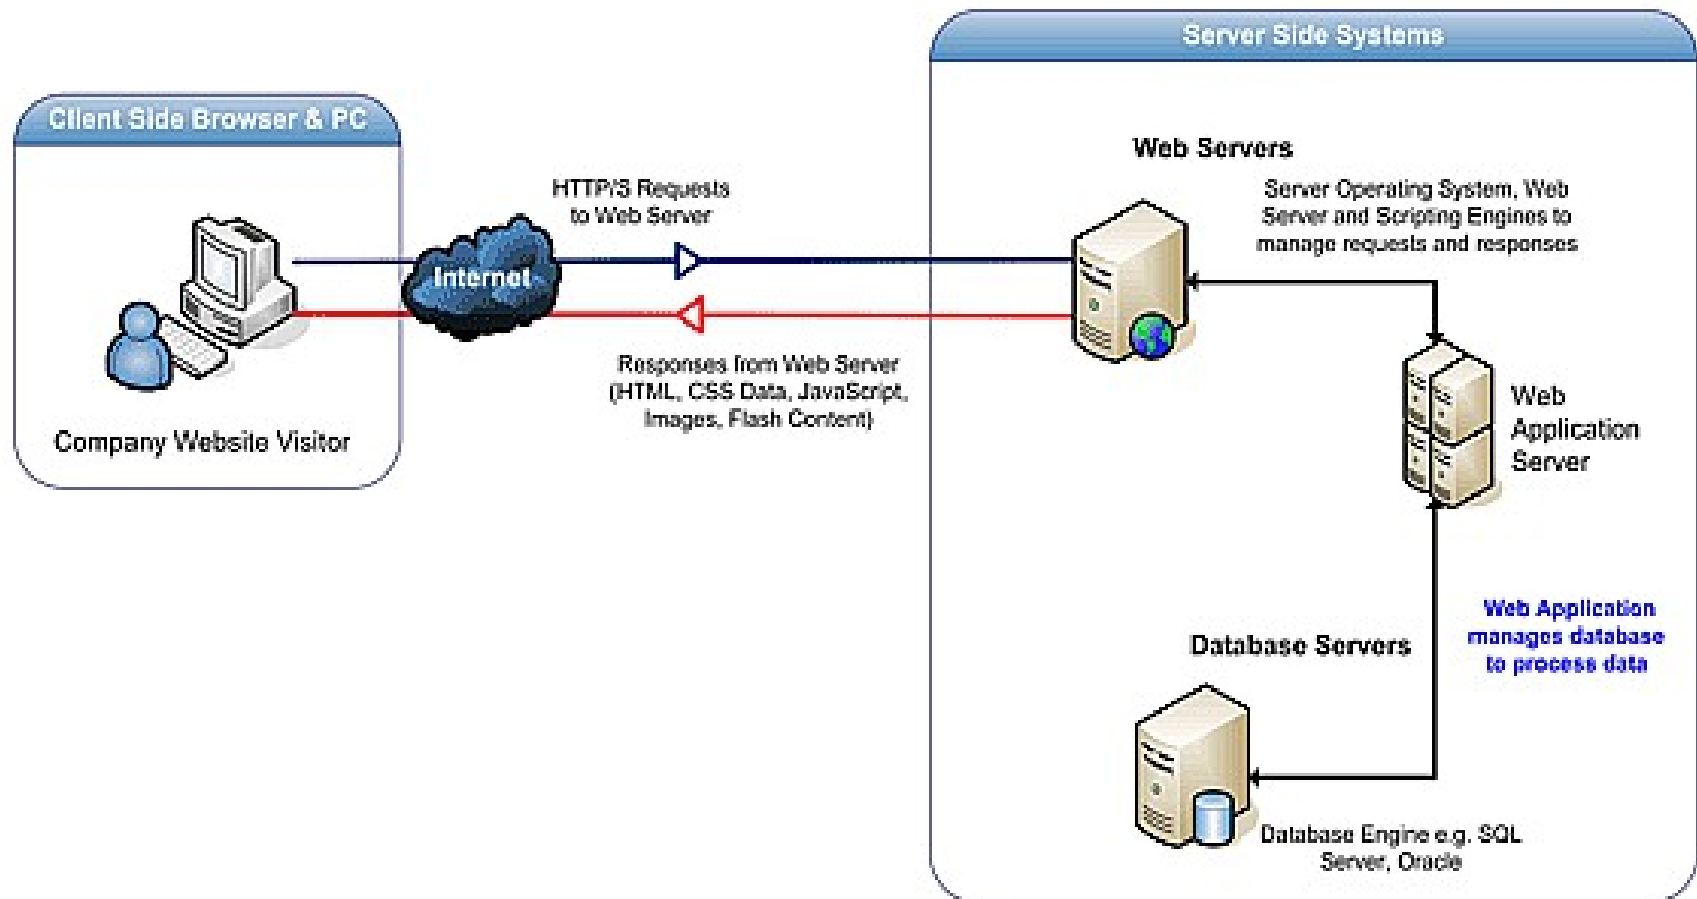 Server Side Systems
Client Side Browser & PC
Web Servers
HTTP/S Requests
to Web Server
Server Operating System, Web
Server and Scripting Engines to
manage requests and responses
Internet
Responses from Web Server
(HTML, CSS Data, JavaScript,
Images, Flash Content)
Company Website Visitor
Web
Application
Server
Web Application
manages database
to process data
Database Servers
Database Engine e.g. SQL
Server, Oracle